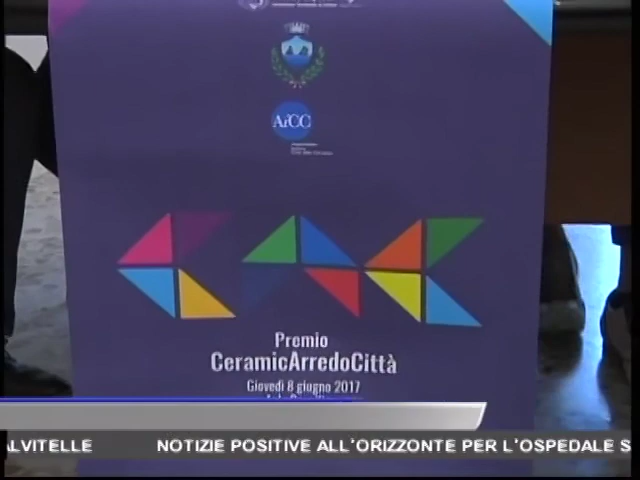 AiCC
Premio
CeramicArredoCittà
Giovedì 8 giugno 2017
ALVITELLE NOTIZIE POSITIVE ALL'ORIZZONTE PER L'OSPEDALE S